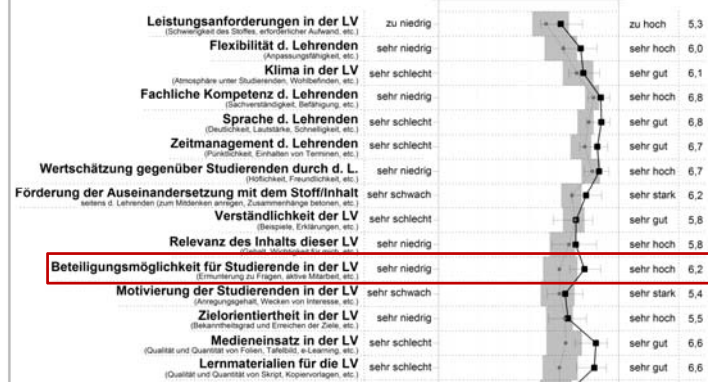 Leistungsanforderungen in der LV zu niedrig zu hoch 5,3
(Schwierigkeit des Stoffes, erforderlicher Aufwand, etc.)
Flexibilität d. Lehrenden sehr niedrig sehr hoch 6,0
(Anpassungsfähigkeit, etc.)
Klima in der LV sehr schlecht sehr gut 6,1
(Atmosphäre unter Studierenden, Wohlbefinden, etc.)
Fachliche Kompetenz d. Lehrenden sehr niedrig sehr hoch 6,8
(Sachverständigkeit, Befähigung, etc.)
Sprache d. Lehrenden sehr schlecht sehr gut 6,8
(Deutlichkeit, Lautstärke, Schnelligkeit, etc.)
Zeitmanagement d. Lehrenden sehr schlecht sehr gut 6,7
(Pünktlichkeit, Einhalten von Terminen, etc.)
Wertschätzung gegenüber Studierenden durch d. L. sehr niedrig sehr hoch 6,7
(Höflichkeit, Freundlichkeit, etc.)
Förderung der Auseinandersetzung mit dem Stoff/Inhalt sehr schwach sehr stark 6,2
seitens d. Lehrenden (zum Mitdenken anregen, Zusammenhänge betonen, etc.)
Verständlichkeit der LV sehr schlecht sehr gut 5,8
(Beispiele, Erklärungen, etc.)
Relevanz des Inhalts dieser LV sehr niedrig sehr hoch 5,8
Beteiligungsmöglichkeit für Studierende in der LV sehr niedrig sehr hoch 6,2
(Ermunterung zu Fragen, aktive Mitarbeit, etc.)
Motivierung der Studierenden in der LV sehr schwach sehr stark 5,4
(Anregungsgehalt, Wecken von Interesse, etc.)
Zielorientiertheit in der LV sehr niedrig sehr hoch 5,5
(Bekanntheitsgrad und Erreichen der Ziele, etc.)
Medieneinsatz in der LV sehr schlecht sehr gut 6,6
(Qualität und Quantität von Folien, Tafelbild, e-Learning, etc.)
Lernmaterialien für die LV sehr schlecht sehr gut 6,6
(Qualität und Quantität von Skript, Kopiervorlagen, etc.)